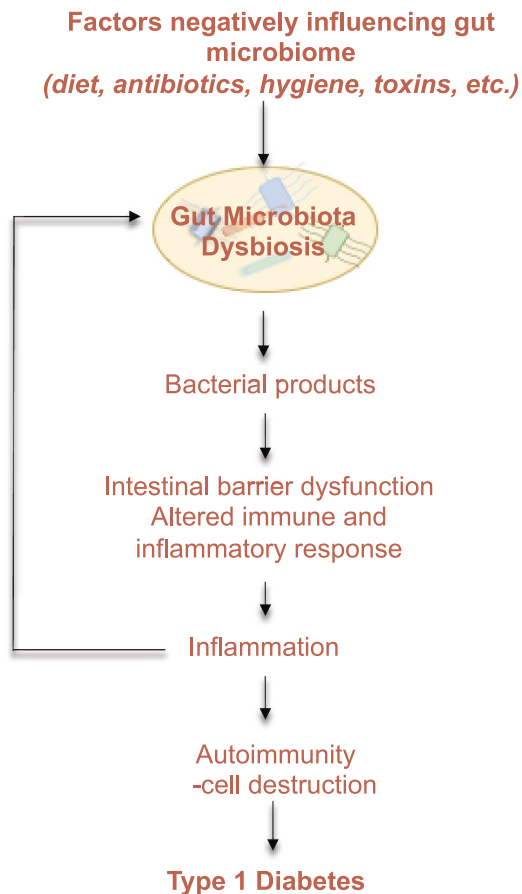 Factors negatively influencing gut
microbiome
(diet, antibiotics, hygiene, toxins, etc.)
Gut Microbiota
Dysbiosis
Bacterial products
Intestinal barrier dysfunction
Altered immune and
inflammatory response
Inflammation
Autoimmunity
-cell destruction
Type 1 Diabetes